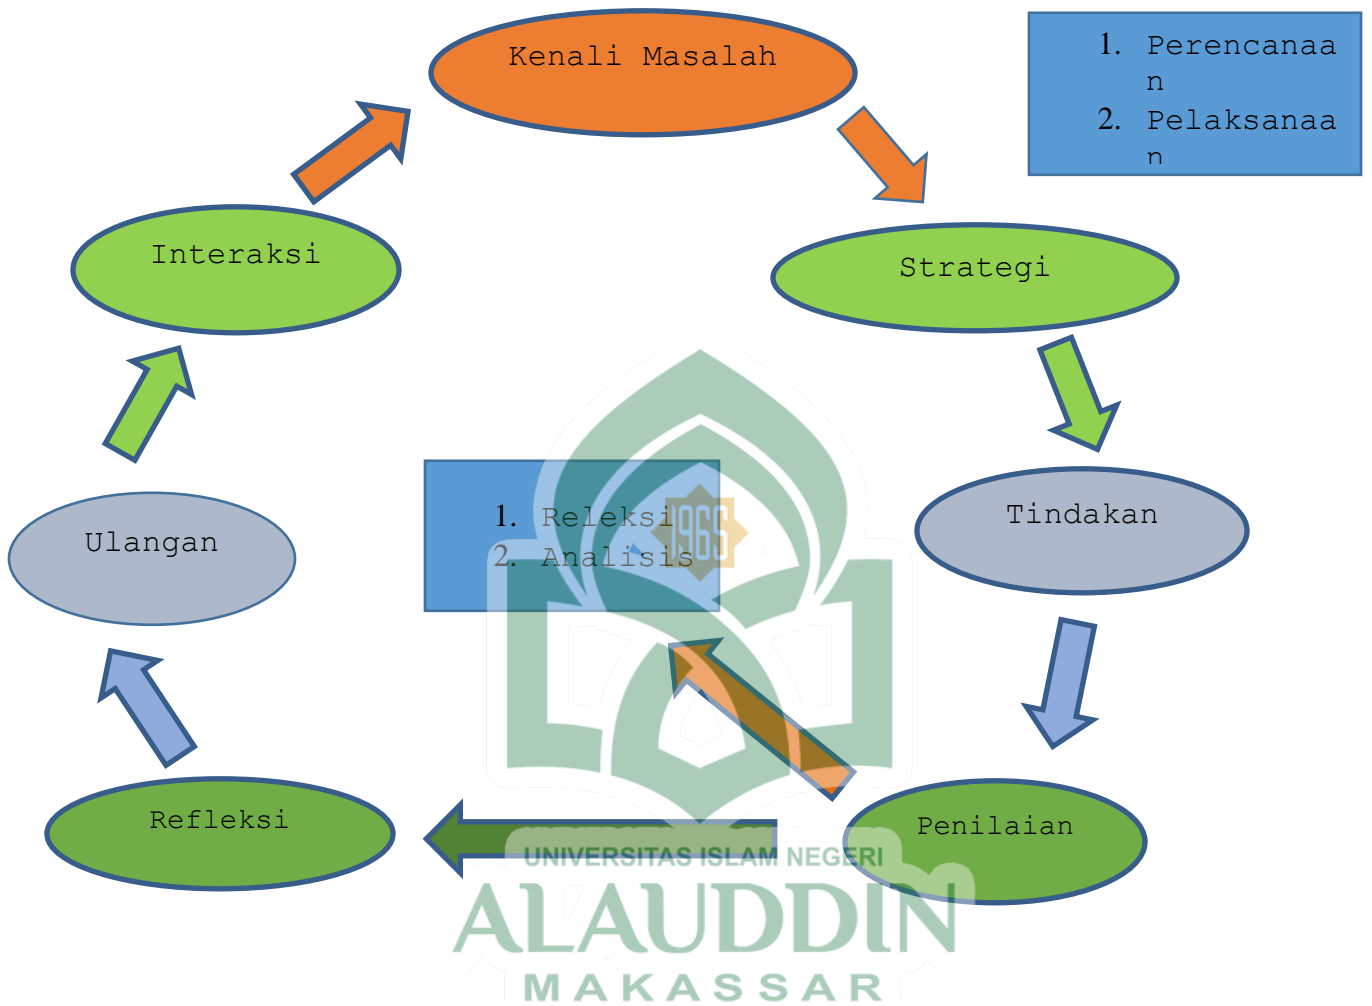 Kenali Masalah
1. Perencanaa
n
2. Pelaksanaa
n
Interaksi
Strategi
Ulangan
1. Releksi
2. Analisis
1965
Tindakan
Refleksi
Penilaian
UNIVERSITAS ISLAM NEGERI
ALAUDDIN
MAKASSAR